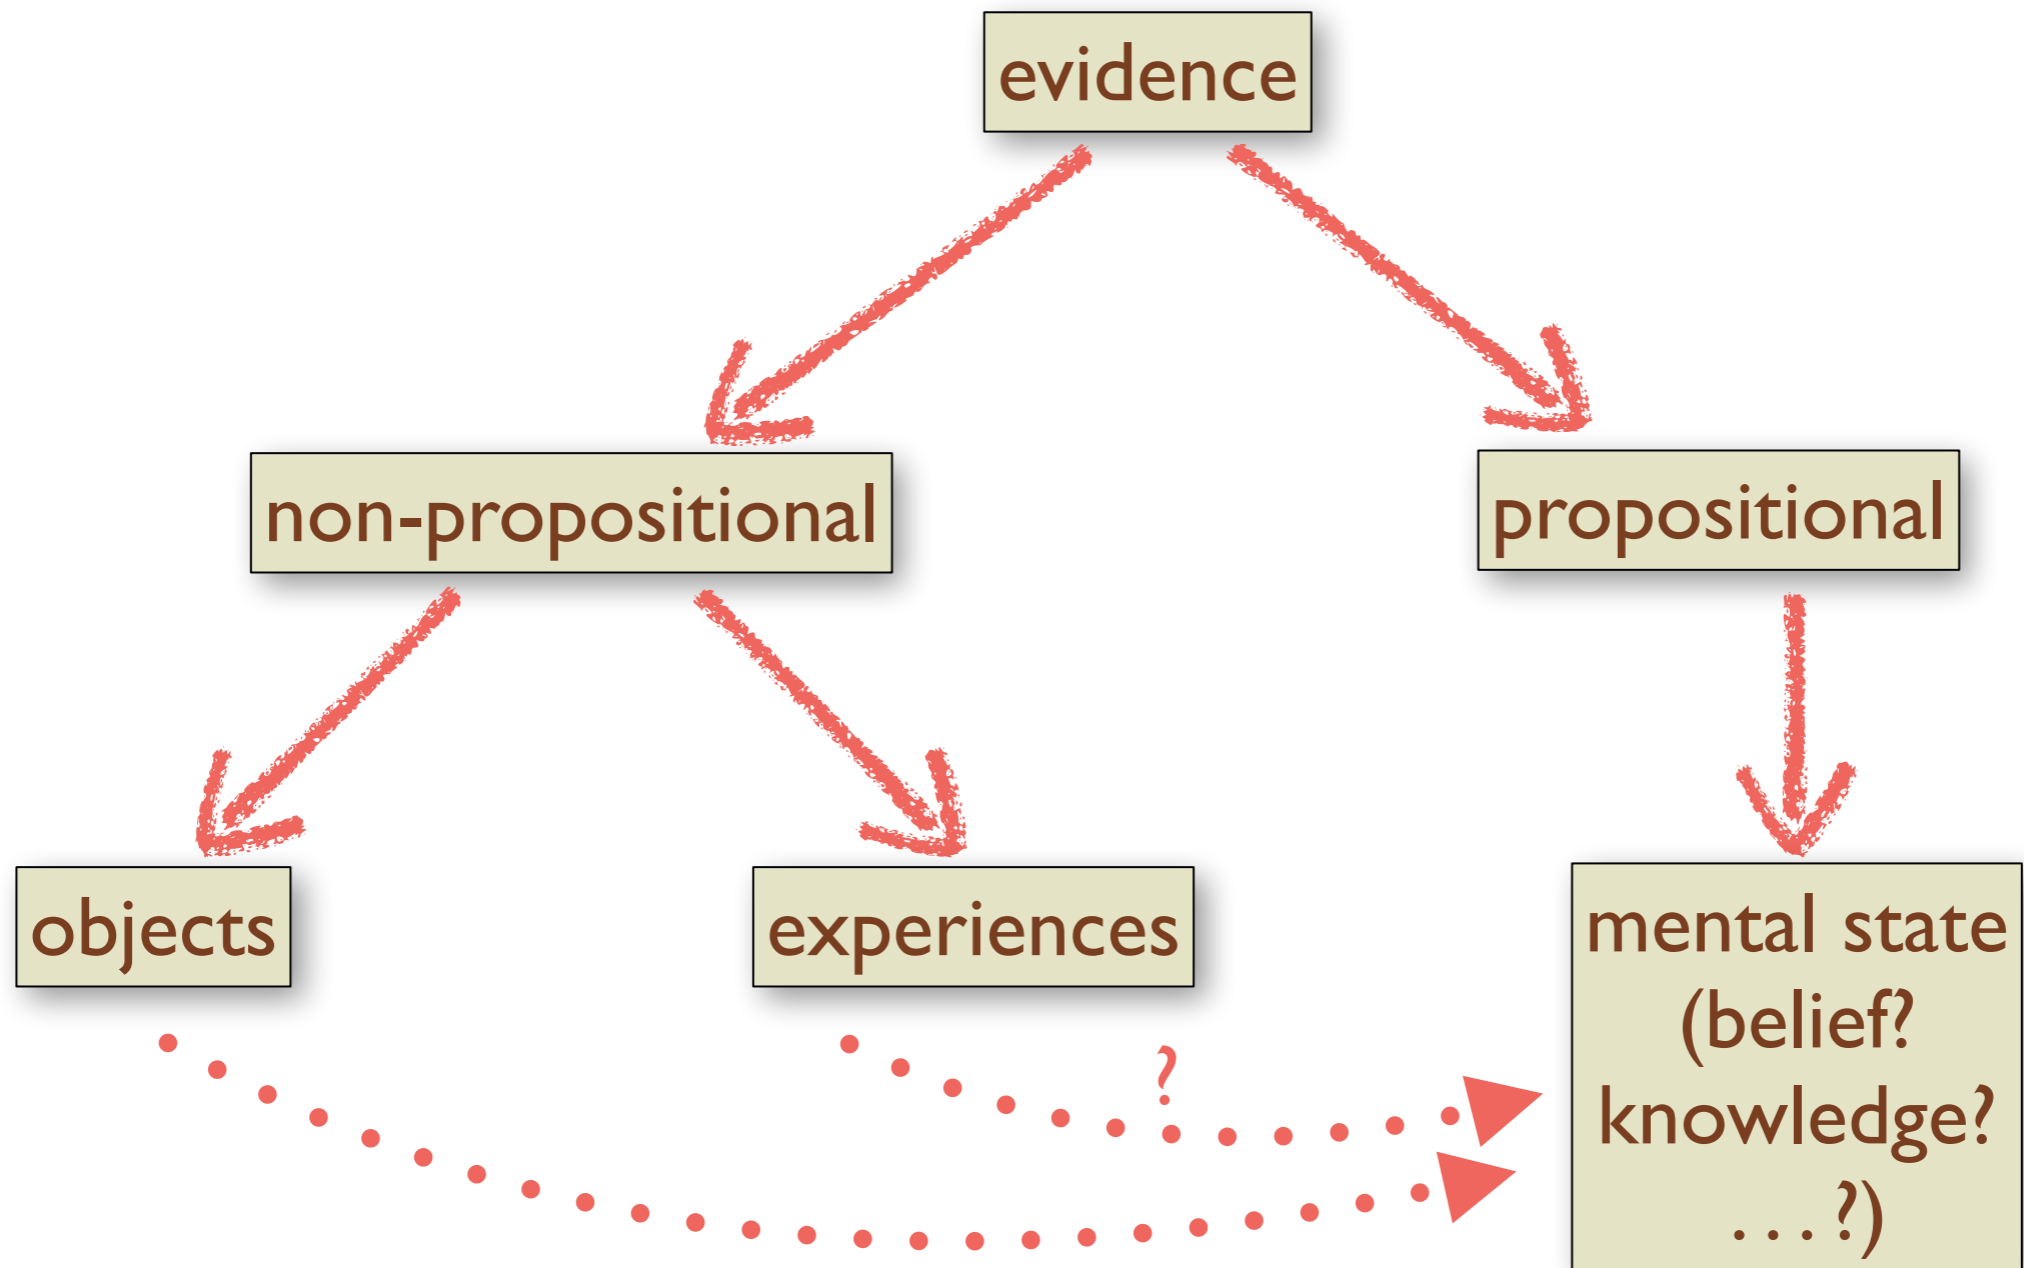 evidence
non-propositional
propositional
objects
experiences
mental state
(belief?
knowledge?
. . . ?)
?